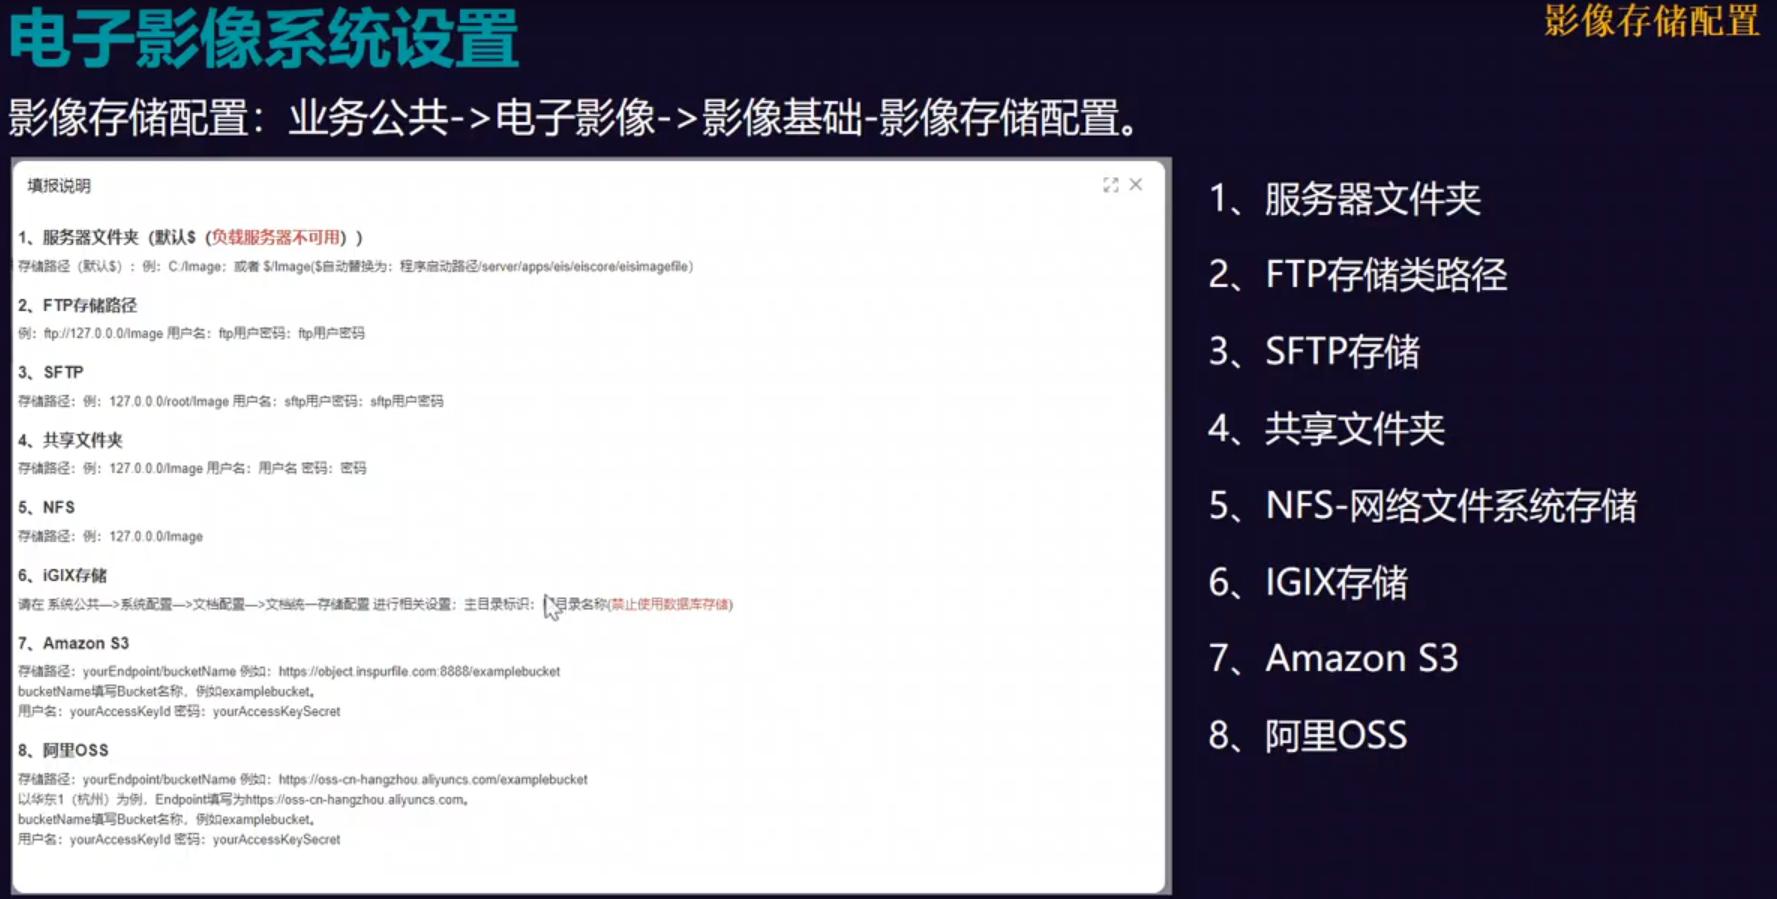 电子影像系统设置
影像存储配置
影像存储配置：业务公共->电子影像->影像基础-影像存储配置。
填报说明
1、服务器文件夹（默认$（负载服务器不可用））
存储路径（默认$）：例：C:/Image；或者 $/Image($自动替换为：程序启动路径/server/apps/eis/eiscore/eisimagefile)
2、FTP存储路径
例：ftp://127.0.0.0/Image 用户名：ftp用户密码：ftp用户密码
3、SFTP
存储路径：例：127.0.0.0/root/Image 用户名：sftp用户密码：sftp用户密码
4、共享文件夹
存储路径：例：127.0.0.0/Image 用户名：用户名 密码：密码
5、NFS
存储路径：例：127.0.0.0/Image
6、iGIX存储
请在 系统公共—>系统配置—>文档配置—>文档统一存储配置 进行相关设置；主目录标识：目录名称(禁止使用数据库存储)
7、Amazon S3
存储路径：yourEndpoint/bucketName 例如：https://object.inspurfile.com:8888/examplebucket
bucketName填写Bucket名称，例如examplebucket。
用户名：yourAccessKeyId 密码：yourAccessKeySecret
8、阿里OSS
存储路径：yourEndpoint/bucketName 例如：https://oss-cn-hangzhou.aliyuncs.com/examplebucket
以华东1（杭州）为例，Endpoint填写为https://oss-cn-hangzhou.aliyuncs.com。
bucketName填写Bucket名称，例如examplebucket。
用户名：yourAccessKeyId 密码：yourAccessKeySecret
1、服务器文件夹
2、FTP存储类路径
3、SFTP存储
4、共享文件夹
5、NFS-网络文件系统存储
6、IGIX存储
7、Amazon S3
8、阿里OSS